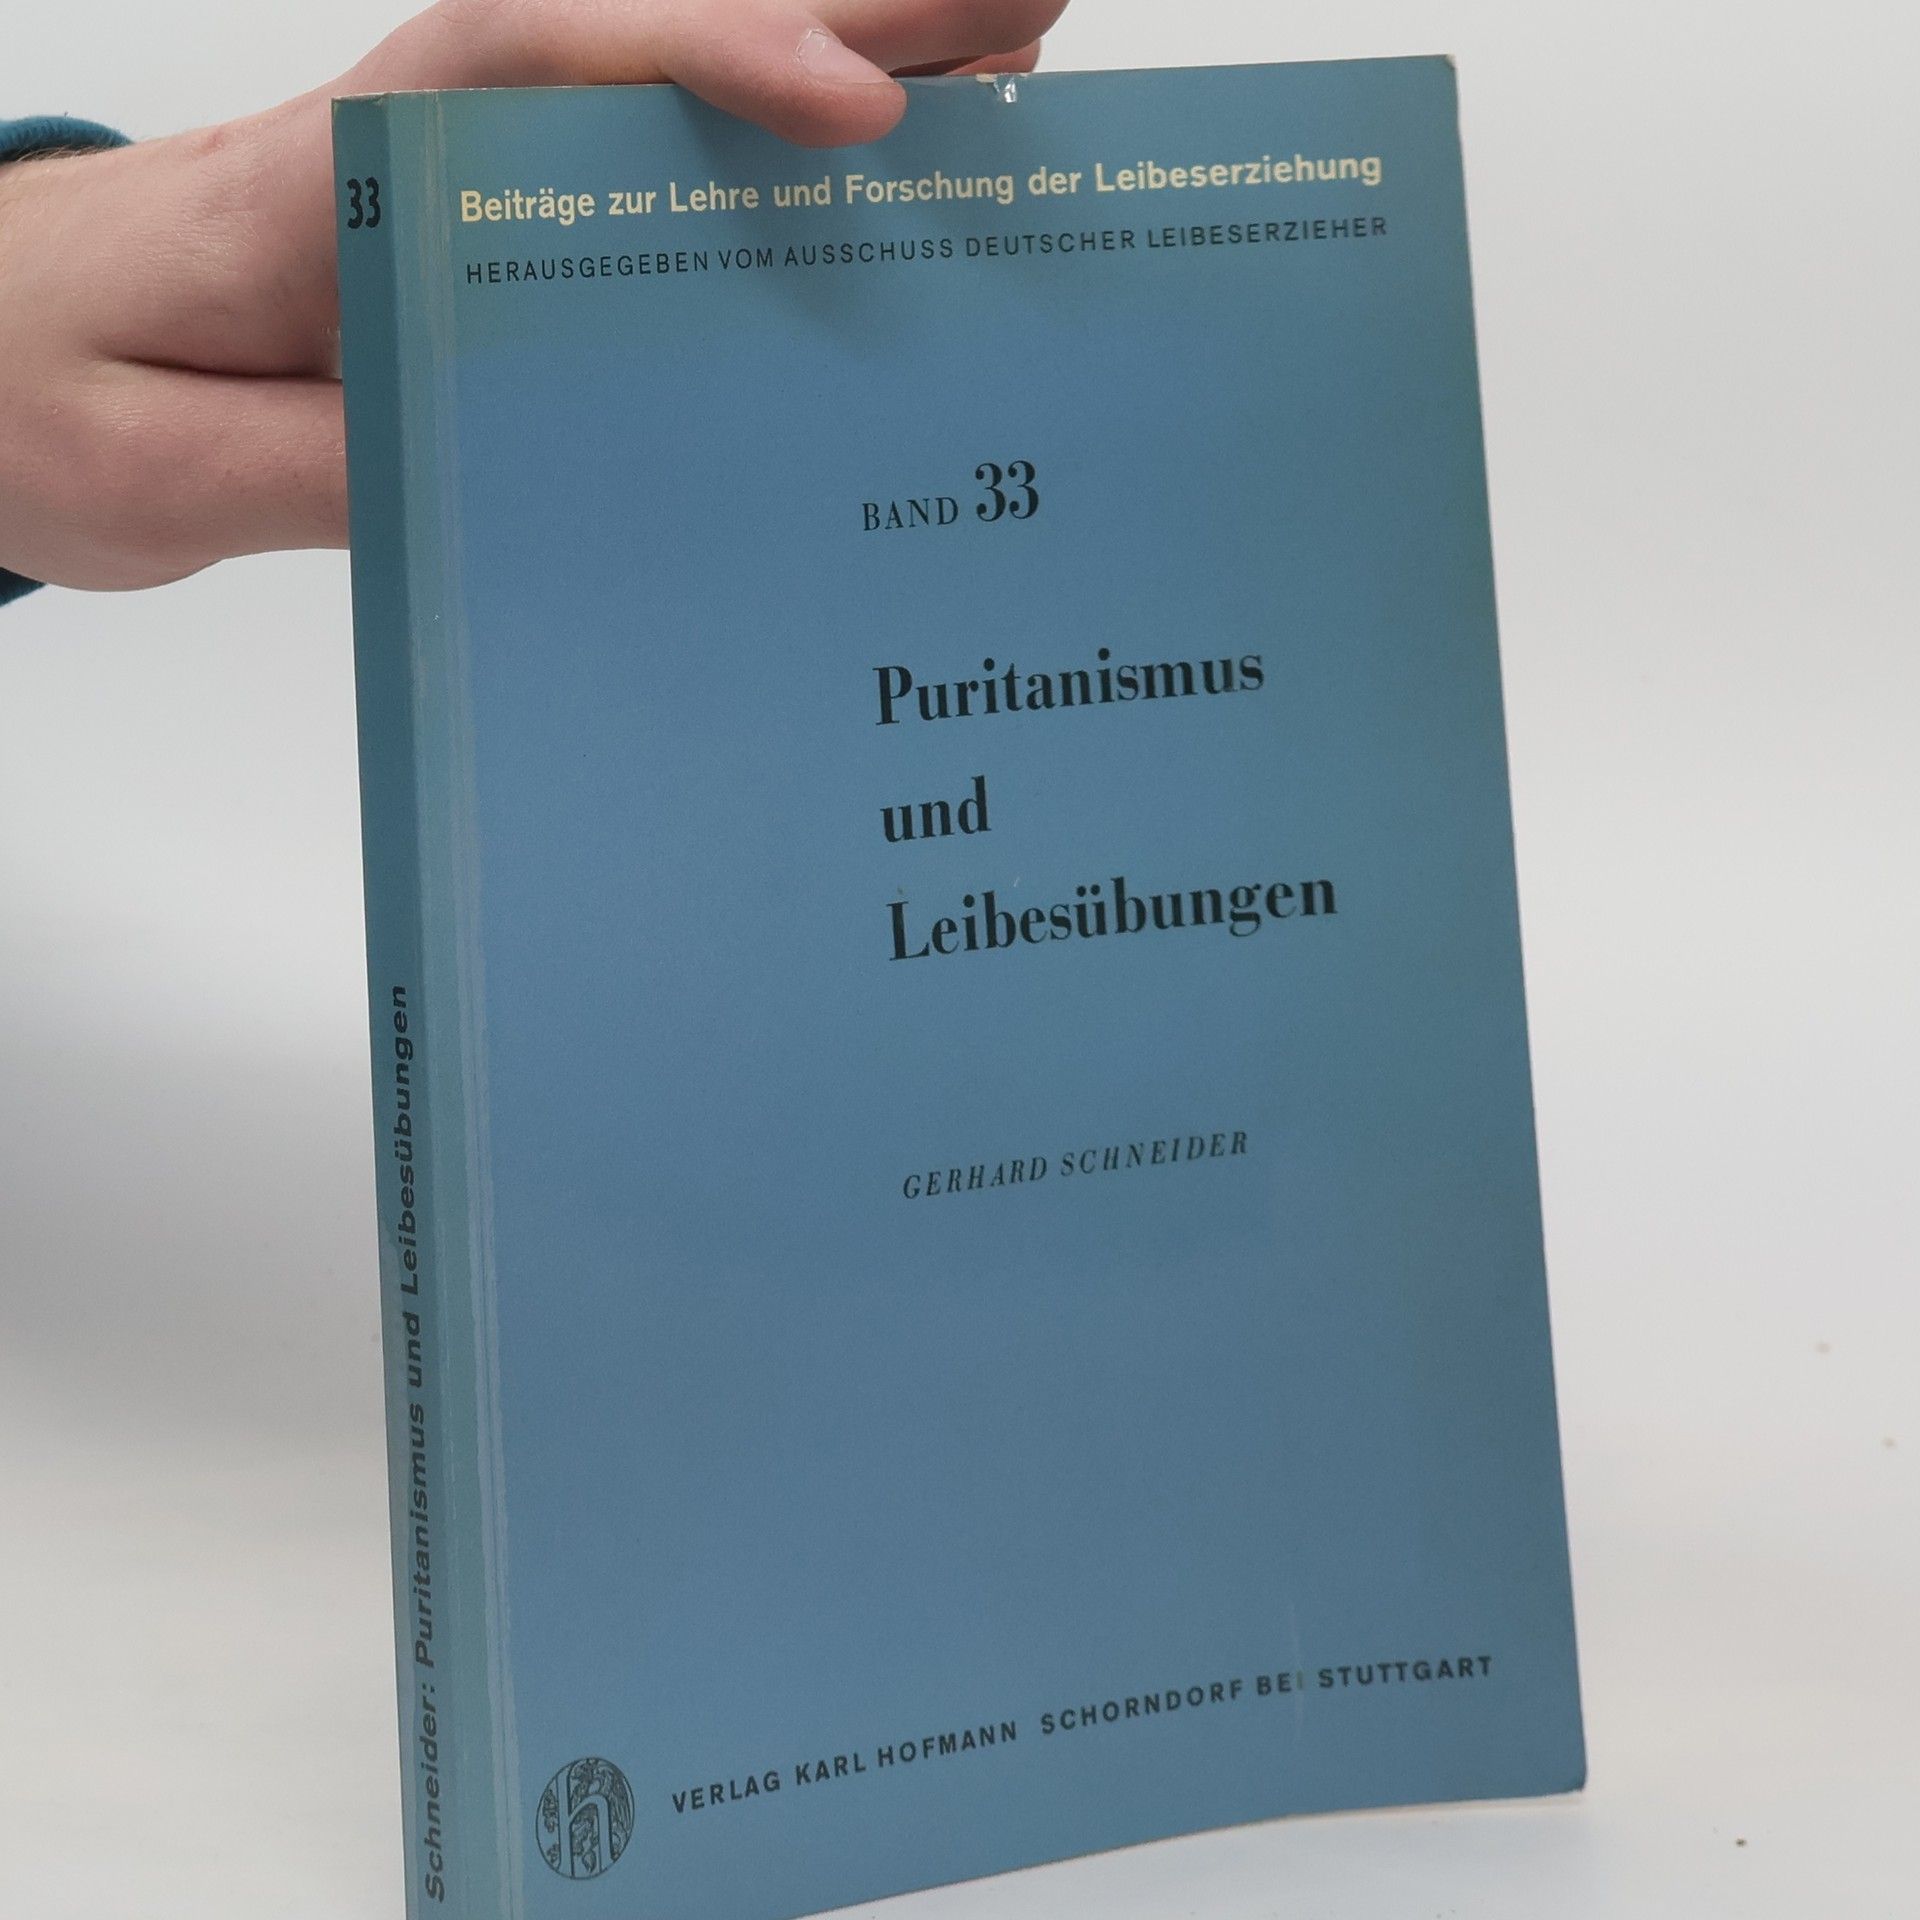 33
Beiträge zur Lehre und Forschung der Leibeserziehung
HERAUSGEGEBEN VOM AUSSCHUSS DEUTSCHER LEIBESERZIEHER
BAND 33
Puritanismus
und
Leibesübungen
GERHARD SCHNEIDER
VERLAG KARL HOFMANN SCHORNDORF BEI STUTTGART
h
Schneider: Puritanismus und Leibesübungen